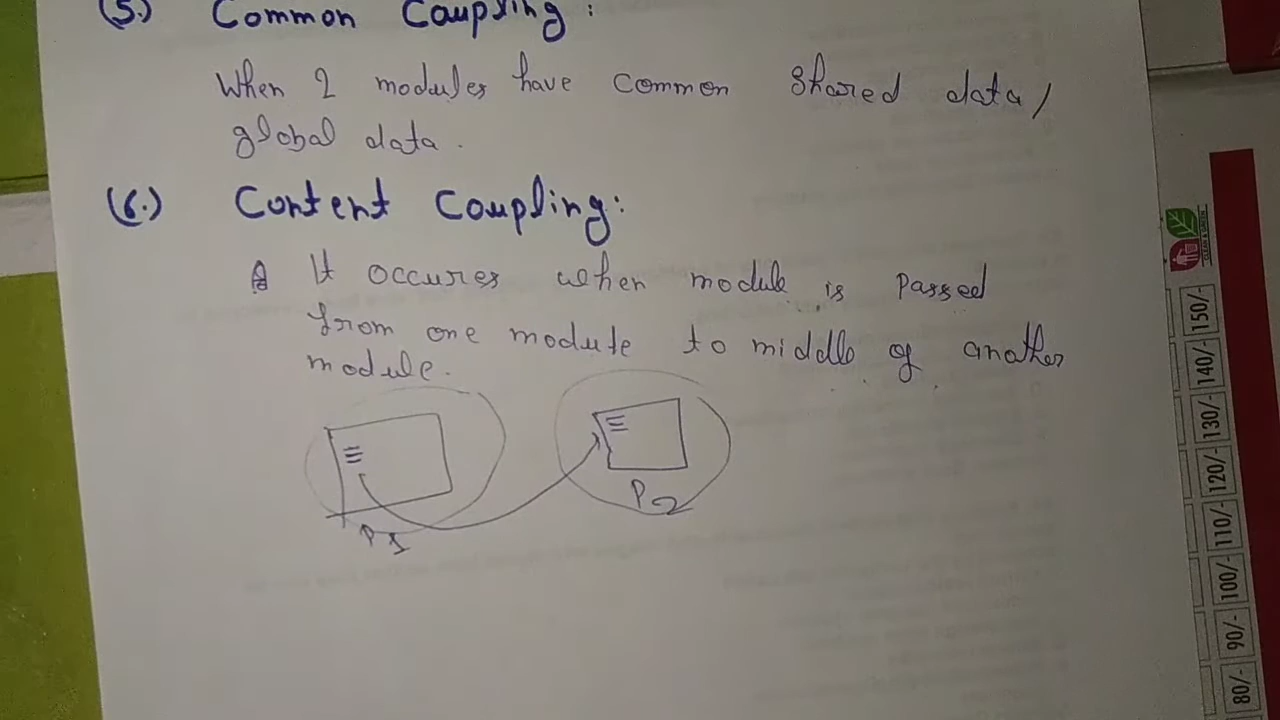 (5.) Common Coupling :
When 2 modules have common shared data/
global data.
(6.) Content Coupling:
It occures when module is passed
from one module to middle of another
module.
P1
P2
150/-
140/-
130/-
120/-
110/-
100/-
90/-
80/-